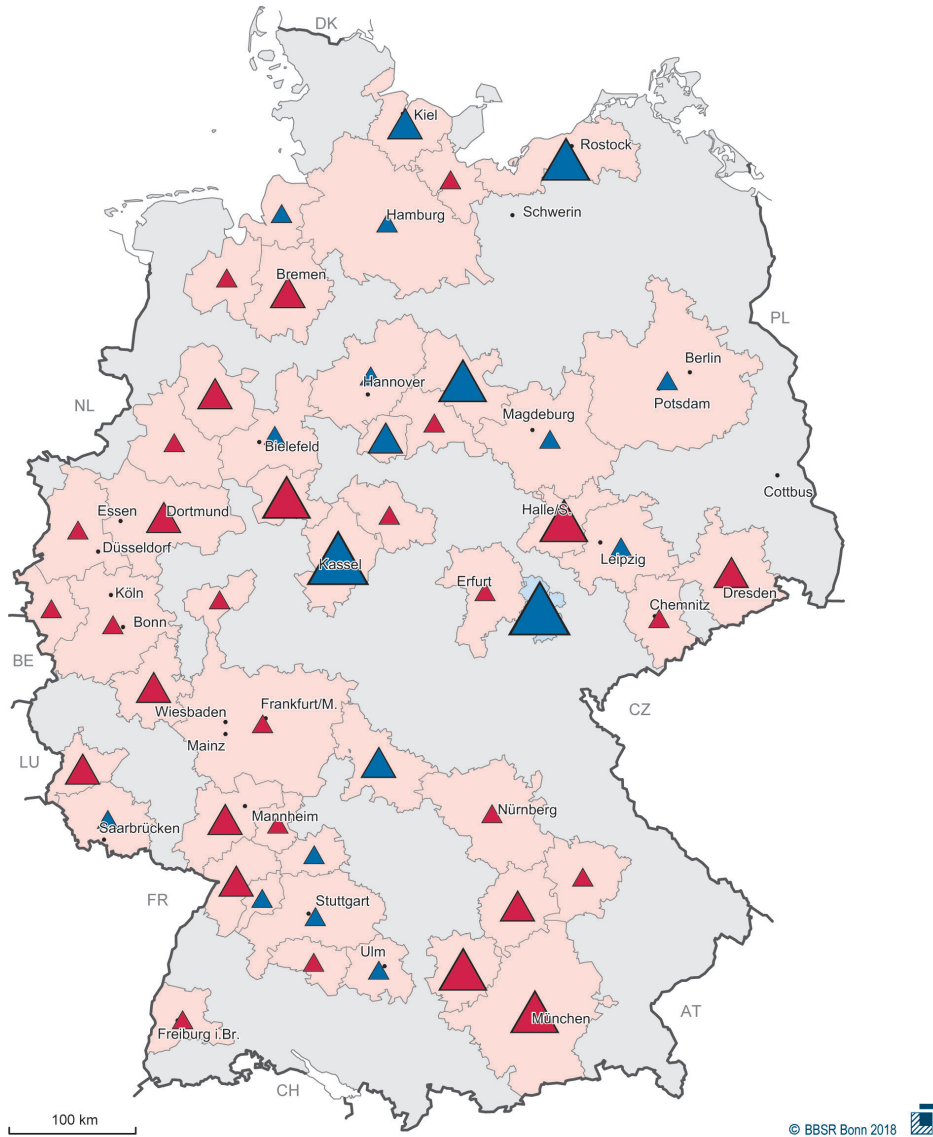 DK
Kiel
Rostock
Hamburg
Schwerin
Bremen
PL
Berlin
Hannover
Potsdam
NL
Magdeburg
Bielefeld
Cottbus
Essen
Dortmund
Halle/S.
Düsseldorf
Leipzig
Kassel
Erfurt
Köln
Dresden
Chemnitz
Bonn
BE
Wiesbaden
Frankfurt/M.
CZ
Mainz
LU
Nürnberg
Mannheim
Saarbrücken
FR
Stuttgart
Ulm
AT
München
Freiburg i.Br.
CH
100 km
© BBSR Bonn 2018